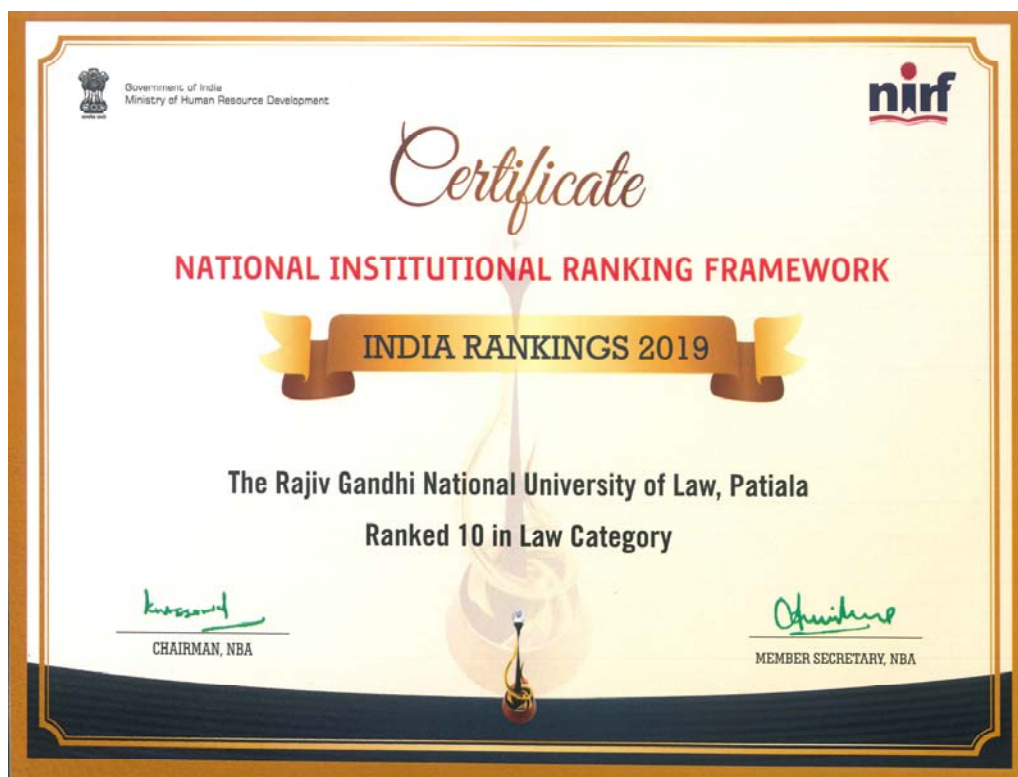 Government of India
Ministry of Human Resource Development
nirf
Certificate
NATIONAL INSTITUTIONAL RANKING FRAMEWORK
INDIA RANKINGS 2019
The Rajiv Gandhi National University of Law, Patiala
Ranked 10 in Law Category
CHAIRMAN, NBA
MEMBER SECRETARY, NBA